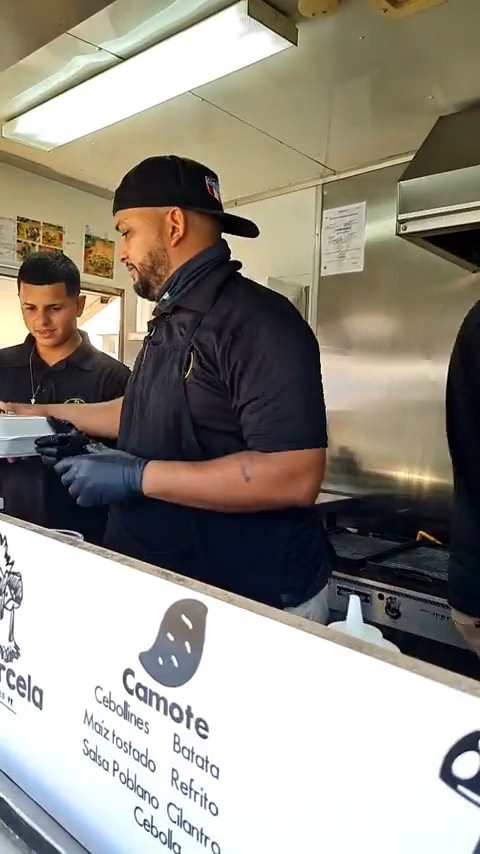 rcela
Camote
Cebollines Batata
Maíz tostado Refrito
Salsa Poblano Cilantro
Cebolla